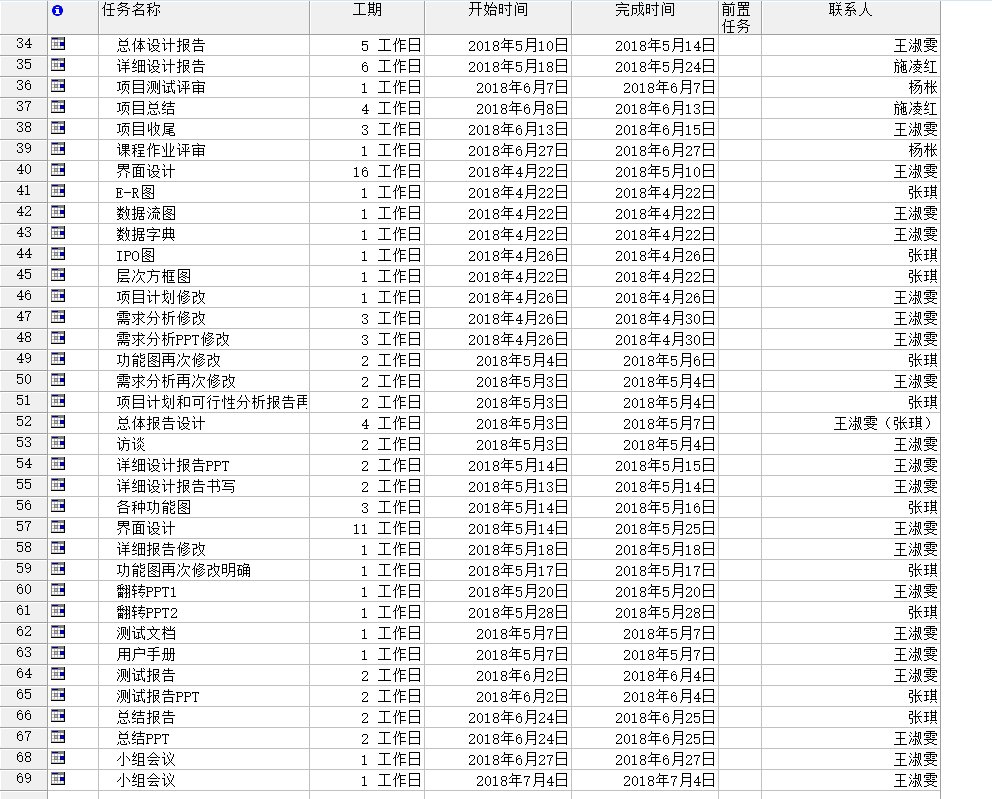 任务名称 工期 开始时间 完成时间 前置任务 联系人
34 总体设计报告 5 工作日 2018年5月10日 2018年5月14日 王淑雯
35 详细设计报告 6 工作日 2018年5月18日 2018年5月24日 施凌红
36 项目测试评审 1 工作日 2018年6月7日 2018年6月7日 杨枨
37 项目总结 4 工作日 2018年6月8日 2018年6月13日 施凌红
38 项目收尾 3 工作日 2018年6月13日 2018年6月15日 王淑雯
39 课程作业评审 1 工作日 2018年6月27日 2018年6月27日 杨枨
40 界面设计 16 工作日 2018年4月22日 2018年5月10日 王淑雯
41 E-R图 1 工作日 2018年4月22日 2018年4月22日 张琪
42 数据流图 1 工作日 2018年4月22日 2018年4月22日 王淑雯
43 数据字典 1 工作日 2018年4月22日 2018年4月22日 王淑雯
44 IPO图 1 工作日 2018年4月26日 2018年4月26日 张琪
45 层次方框图 1 工作日 2018年4月22日 2018年4月22日 张琪
46 项目计划修改 1 工作日 2018年4月26日 2018年4月26日 王淑雯
47 需求分析修改 3 工作日 2018年4月26日 2018年4月30日 王淑雯
48 需求分析PPT修改 3 工作日 2018年4月26日 2018年4月30日 王淑雯
49 功能图再次修改 2 工作日 2018年5月4日 2018年5月6日 张琪
50 需求分析再次修改 2 工作日 2018年5月3日 2018年5月4日 王淑雯
51 项目计划和可行性分析报告再 2 工作日 2018年5月3日 2018年5月4日 张琪
52 总体报告设计 4 工作日 2018年5月3日 2018年5月7日 王淑雯（张琪）
53 访谈 2 工作日 2018年5月3日 2018年5月4日 王淑雯
54 详细设计报告PPT 2 工作日 2018年5月14日 2018年5月15日 王淑雯
55 详细设计报告书写 2 工作日 2018年5月13日 2018年5月14日 王淑雯
56 各种功能图 3 工作日 2018年5月14日 2018年5月16日 张琪
57 界面设计 11 工作日 2018年5月14日 2018年5月25日 王淑雯
58 详细报告修改 1 工作日 2018年5月18日 2018年5月18日 王淑雯
59 功能图再次修改明确 1 工作日 2018年5月17日 2018年5月17日 张琪
60 翻转PPT1 1 工作日 2018年5月20日 2018年5月20日 王淑雯
61 翻转PPT2 1 工作日 2018年5月28日 2018年5月28日 张琪
62 测试文档 1 工作日 2018年5月7日 2018年5月7日 王淑雯
63 用户手册 1 工作日 2018年5月7日 2018年5月7日 王淑雯
64 测试报告 2 工作日 2018年6月2日 2018年6月4日 王淑雯
65 测试报告PPT 2 工作日 2018年6月2日 2018年6月4日 张琪
66 总结报告 2 工作日 2018年6月24日 2018年6月25日 张琪
67 总结PPT 2 工作日 2018年6月24日 2018年6月25日 王淑雯
68 小组会议 1 工作日 2018年6月27日 2018年6月27日 王淑雯
69 小组会议 1 工作日 2018年7月4日 2018年7月4日 王淑雯